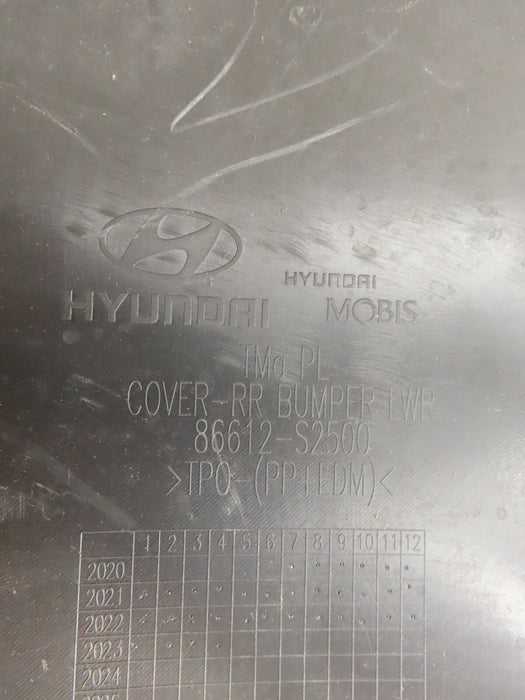 HYUNDAI
HYUNDAI
MOBIS
TMa PL
COVER-RR BUMPER LWR
86612-S2500
>TPO-(PP+EDM)<
1 2 3 4 5 6 7 8 9 10 11 12
2020
2021
2022
2023
2024
2025